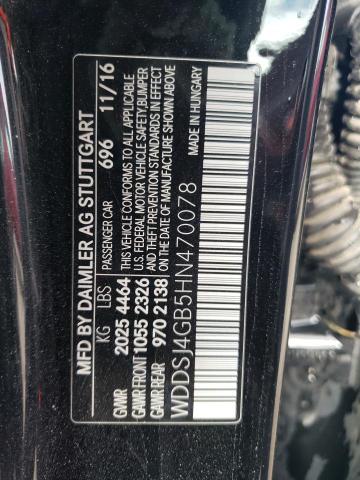 MFD BY DAIMLER AG STUTTGART
PASSENGER CAR 696 11/16
KG LBS
GVWR 2025 4464
GAWR FRONT 1055 2326
GAWR REAR 970 2138
THIS VEHICLE CONFORMS TO ALL APPLICABLE
U.S. FEDERAL MOTOR VEHICLE SAFETY, BUMPER
AND THEFT PREVENTION STANDARDS IN EFFECT
ON THE DATE OF MANUFACTURE SHOWN ABOVE
MADE IN HUNGARY
WDDSJ4GB5HN470078